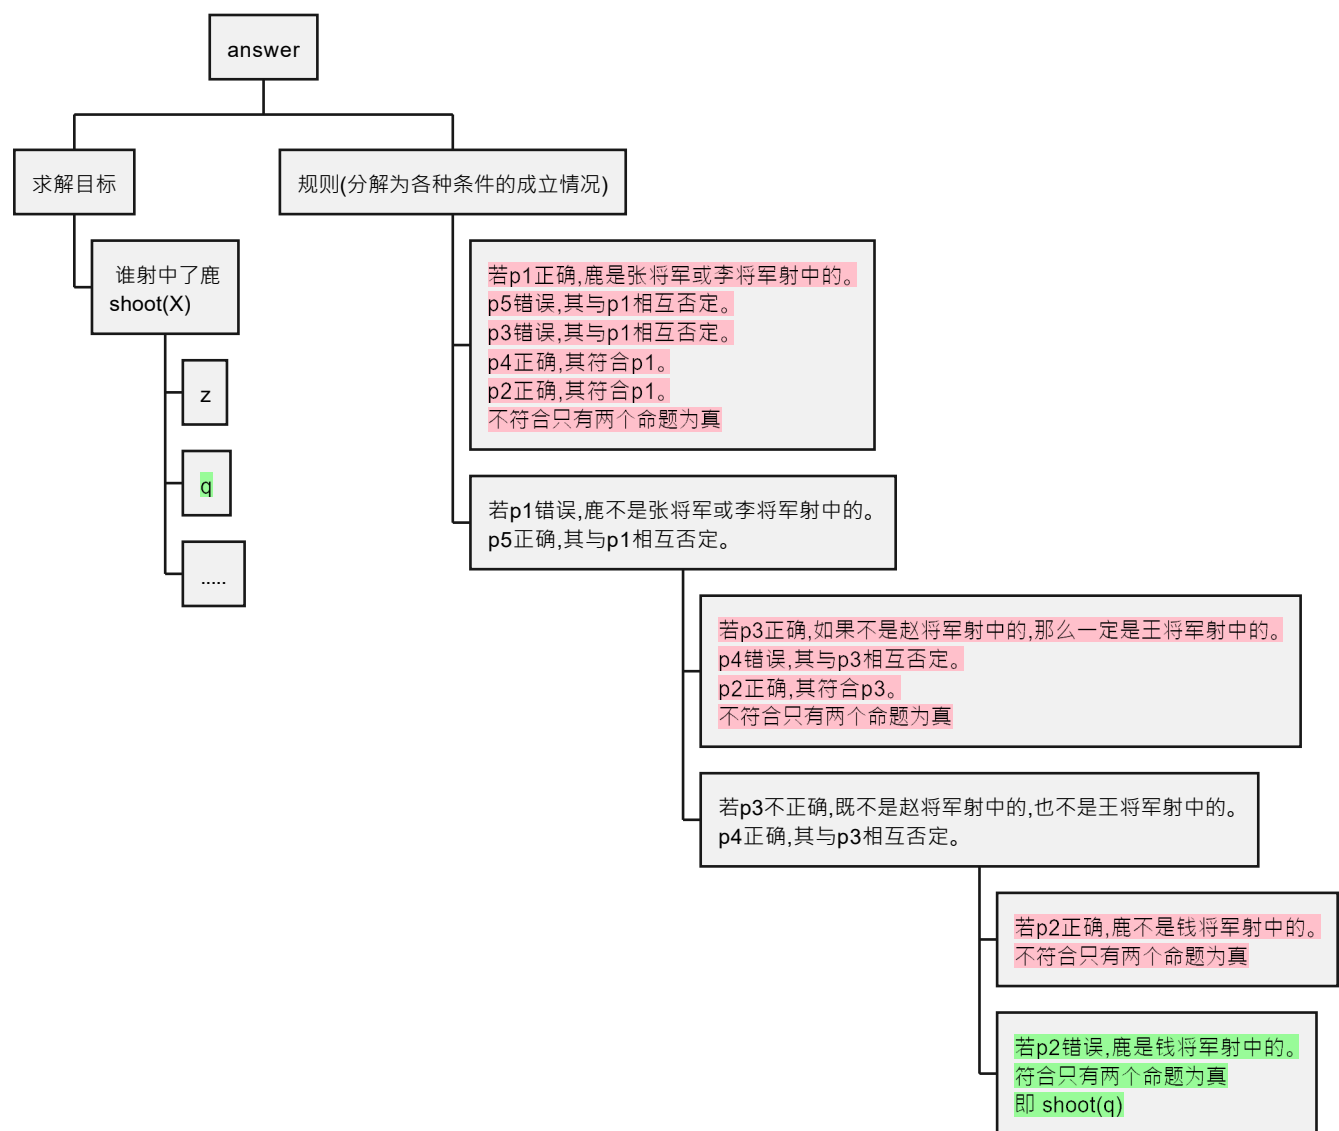 answer
求解目标
规则(分解为各种条件的成立情况)
谁射中了鹿
shoot(X)
z
q
.....
若p1正确,鹿是张将军或李将军射中的。
p5错误,其与p1相互否定。
p3错误,其与p1相互否定。
p4正确,其符合p1。
p2正确,其符合p1。
不符合只有两个命题为真
若p1错误,鹿不是张将军或李将军射中的。
p5正确,其与p1相互否定。
若p3正确,如果不是赵将军射中的,那么一定是王将军射中的。
p4错误,其与p3相互否定。
p2正确,其符合p3。
不符合只有两个命题为真
若p3不正确,既不是赵将军射中的,也不是王将军射中的。
p4正确,其与p3相互否定。
若p2正确,鹿不是钱将军射中的。
不符合只有两个命题为真
若p2错误,鹿是钱将军射中的。
符合只有两个命题为真
即 shoot(q)